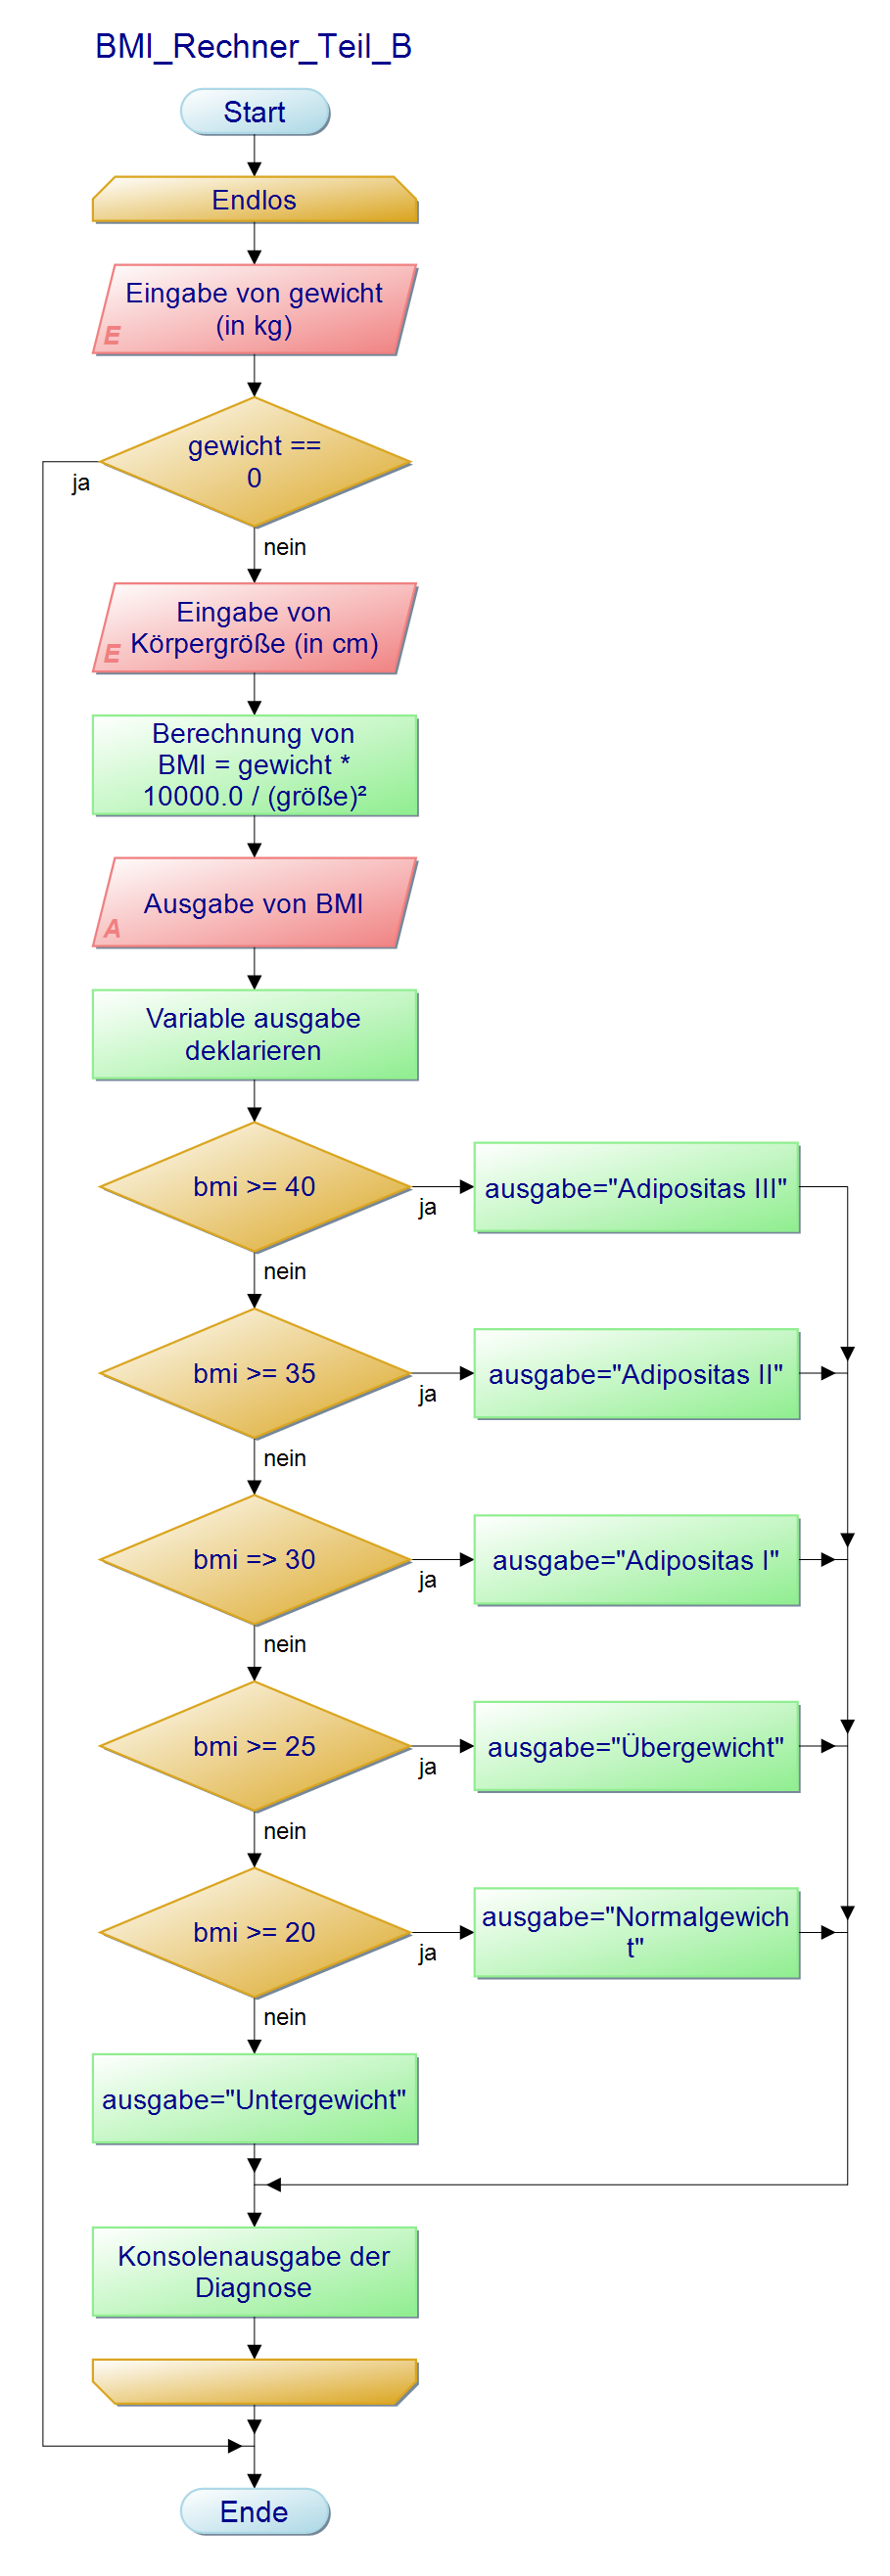 BMI_Rechner_Teil_B
Start
Endlos
Eingabe von gewicht
(in kg)
E
gewicht ==
0
ja
nein
Eingabe von
Körpergröße (in cm)
E
Berechnung von
BMI = gewicht *
10000.0 / (größe)²
Ausgabe von BMI
A
Variable ausgabe
deklarieren
bmi >= 40
ja
ausgabe="Adipositas III"
nein
bmi >= 35
ja
ausgabe="Adipositas II"
nein
bmi => 30
ja
ausgabe="Adipositas I"
nein
bmi >= 25
ja
ausgabe="Übergewicht"
nein
bmi >= 20
ja
ausgabe="Normalgewich
t"
nein
ausgabe="Untergewicht"
Konsolenausgabe der
Diagnose
Ende